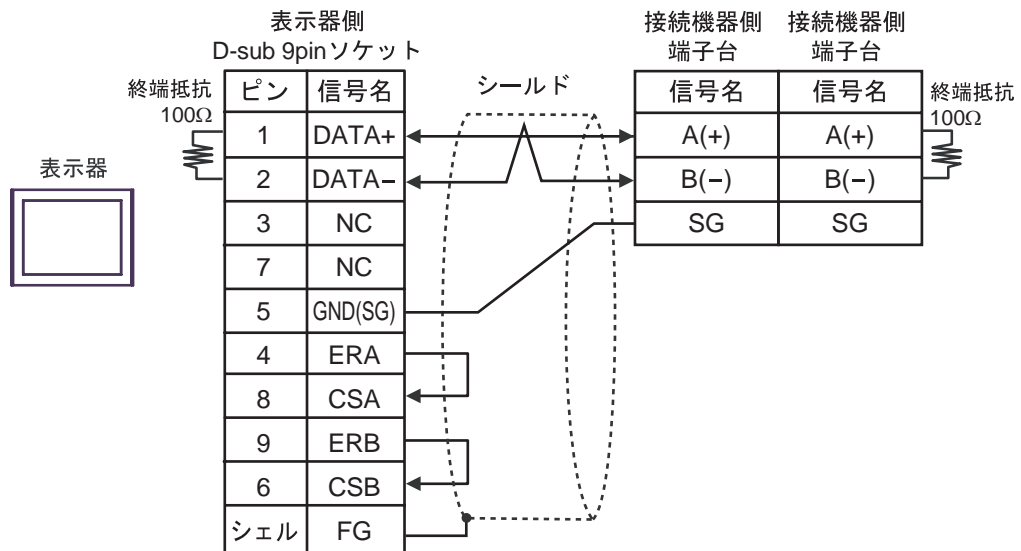 表示器側
D-sub 9pinソケット
接続機器側
端子台
接続機器側
端子台
終端抵抗
100Ω
ピン 信号名
シールド
信号名 信号名
終端抵抗
100Ω
1 DATA+
A(+) A(+)
表示器
2 DATA−
B(−) B(−)
3 NC
SG SG
7 NC
5 GND(SG)
4 ERA
8 CSA
9 ERB
6 CSB
シェル FG